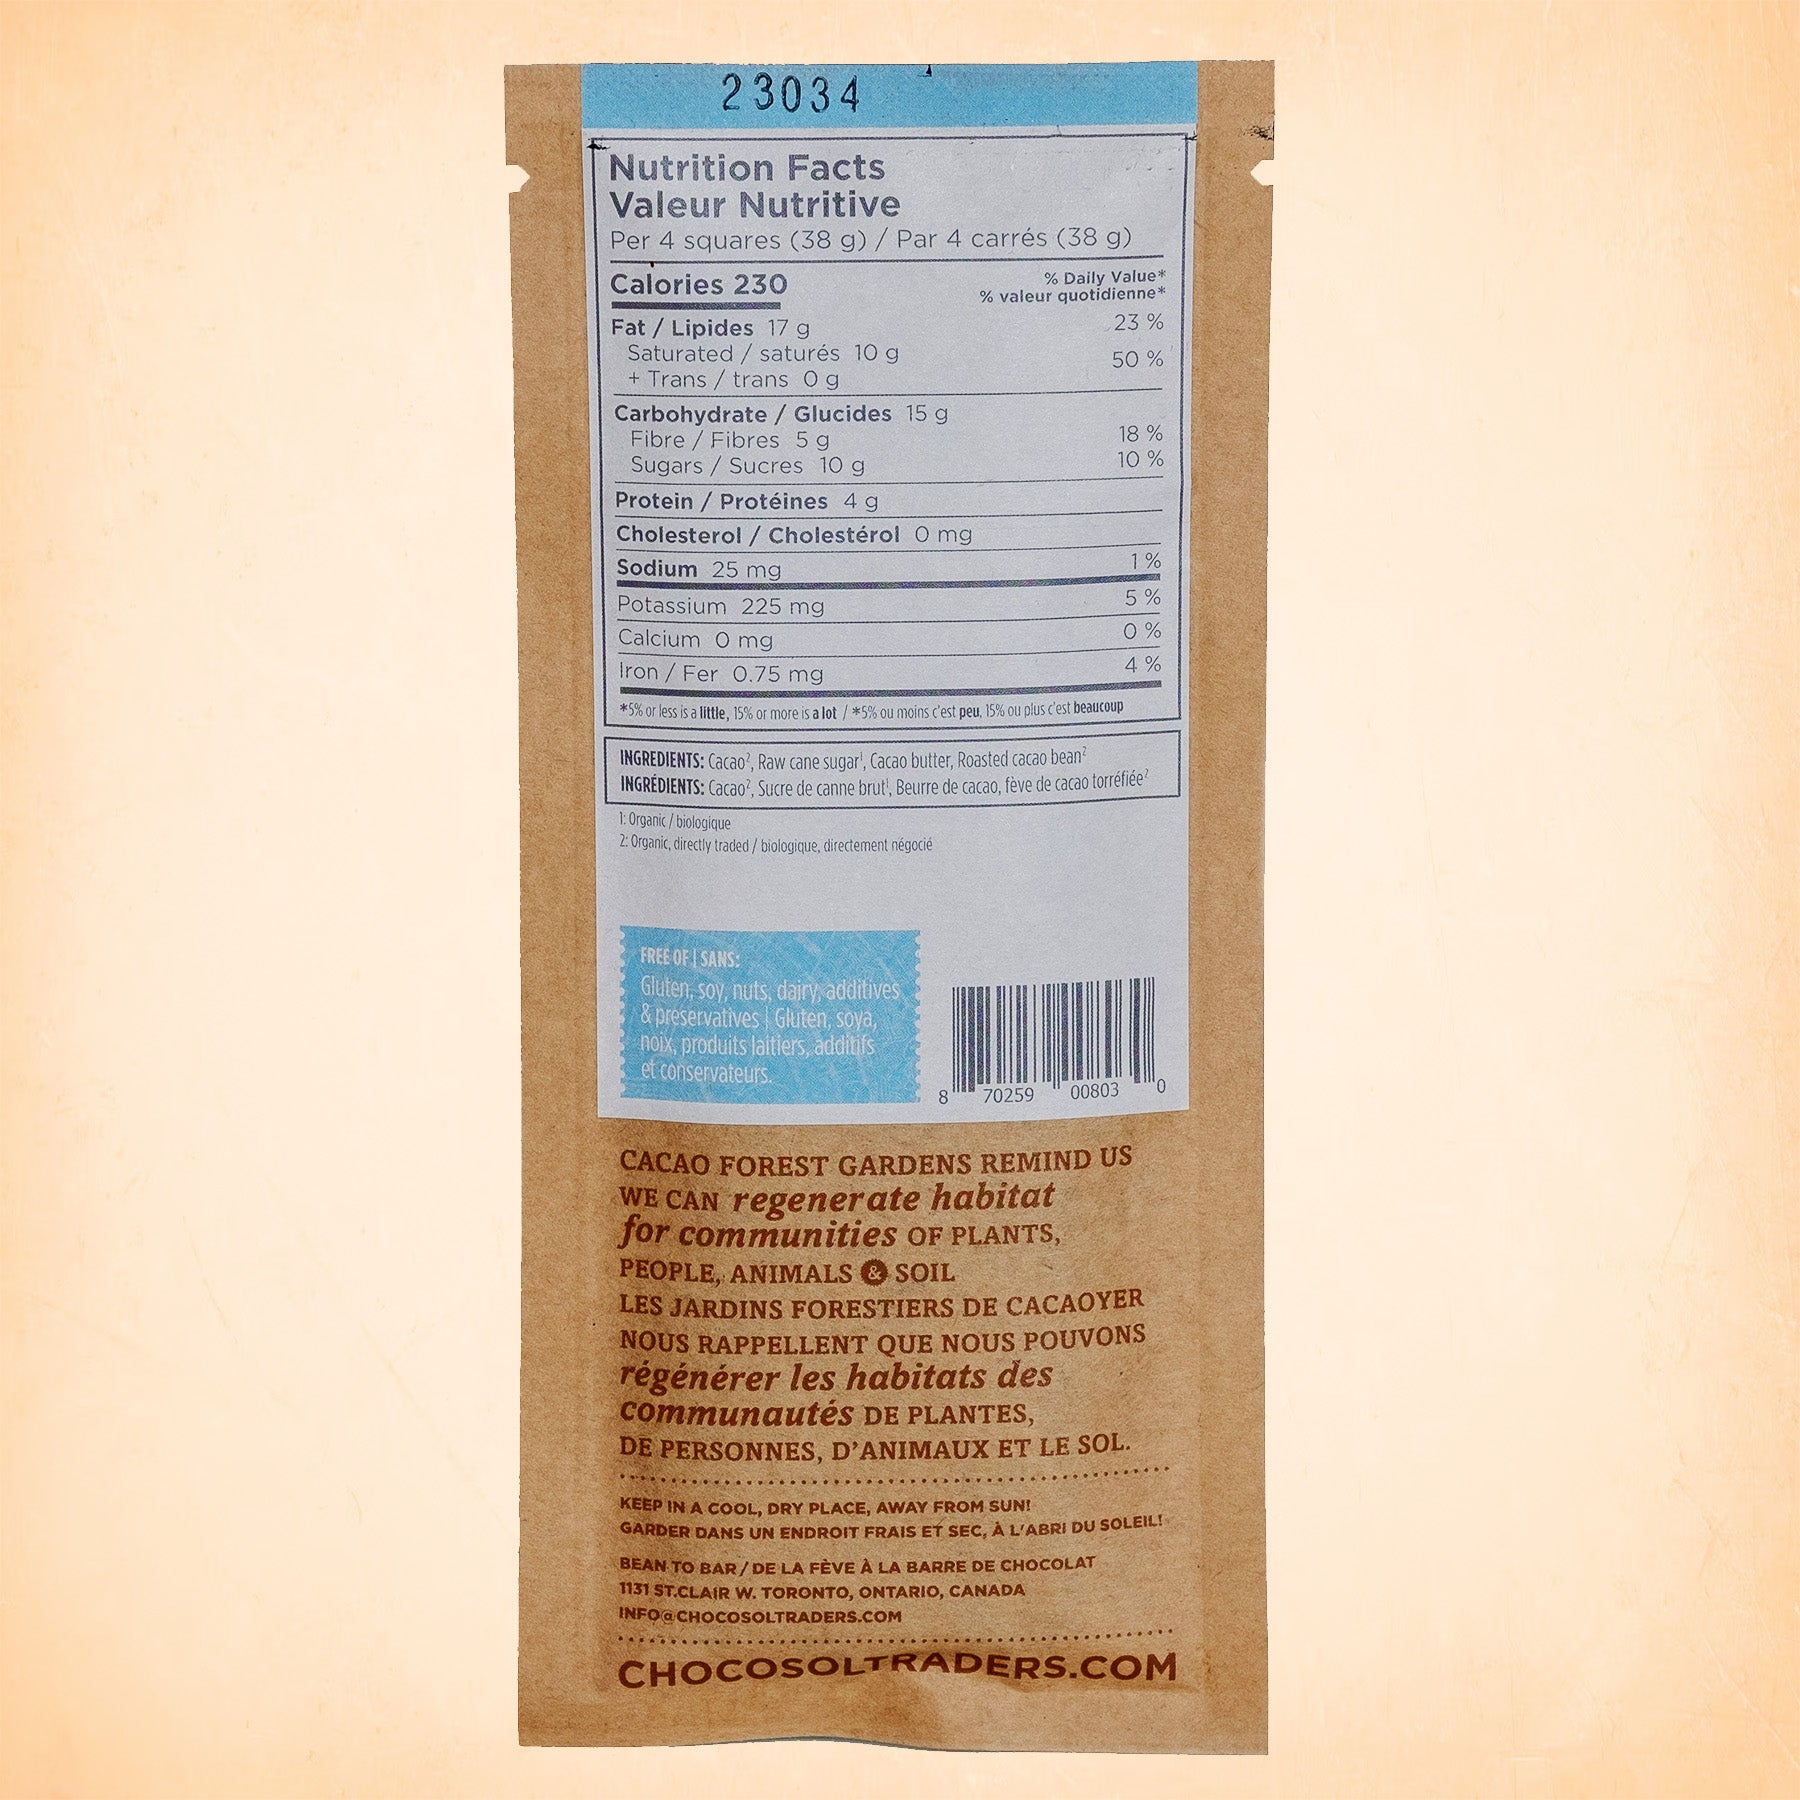 23034
Nutrition Facts
Valeur Nutritive
Per 4 squares (38 g) / Par 4 carrés (38 g)
Calories 230
% Daily Value*
% valeur quotidienne*
Fat / Lipides 17 g 23 %
Saturated / saturés 10 g 50 %
+ Trans / trans 0 g
Carbohydrate / Glucides 15 g
Fibre / Fibres 5 g 18 %
Sugars / Sucres 10 g 10 %
Protein / Protéines 4 g
Cholesterol / Cholestérol 0 mg
Sodium 25 mg 1 %
Potassium 225 mg 5 %
Calcium 0 mg 0 %
Iron / Fer 0.75 mg 4 %
*5% or less is a little, 15% or more is a lot / *5% ou moins c'est peu, 15% ou plus c'est beaucoup
INGREDIENTS: Cacao², Raw cane sugar¹, Cacao butter, Roasted cacao bean²
INGRÉDIENTS: Cacao², Sucre de canne brut¹, Beurre de cacao, fève de cacao torréfiée²
1: Organic / biologique
2: Organic, directly traded / biologique, directement négocié
FREE OF | SANS:
Gluten, soy, nuts, dairy, additives
& preservatives | Gluten, soya,
noix, produits laitiers, additifs
et conservateurs.
8 70259 00803 0
CACAO FOREST GARDENS REMIND US
WE CAN regenerate habitat
for communities OF PLANTS,
PEOPLE, ANIMALS & SOIL
LES JARDINS FORESTIERS DE CACAOYER
NOUS RAPPELLENT QUE NOUS POUVONS
régénérer les habitats des
communautés DE PLANTES,
DE PERSONNES, D'ANIMAUX ET LE SOL.
KEEP IN A COOL, DRY PLACE, AWAY FROM SUN!
GARDER DANS UN ENDROIT FRAIS ET SEC, À L'ABRI DU SOLEIL!
BEAN TO BAR / DE LA FÈVE À LA BARRE DE CHOCOLAT
1131 ST.CLAIR W. TORONTO, ONTARIO, CANADA
INFO@CHOCOSOLTRADERS.COM
CHOCOSOLTRADERS.COM